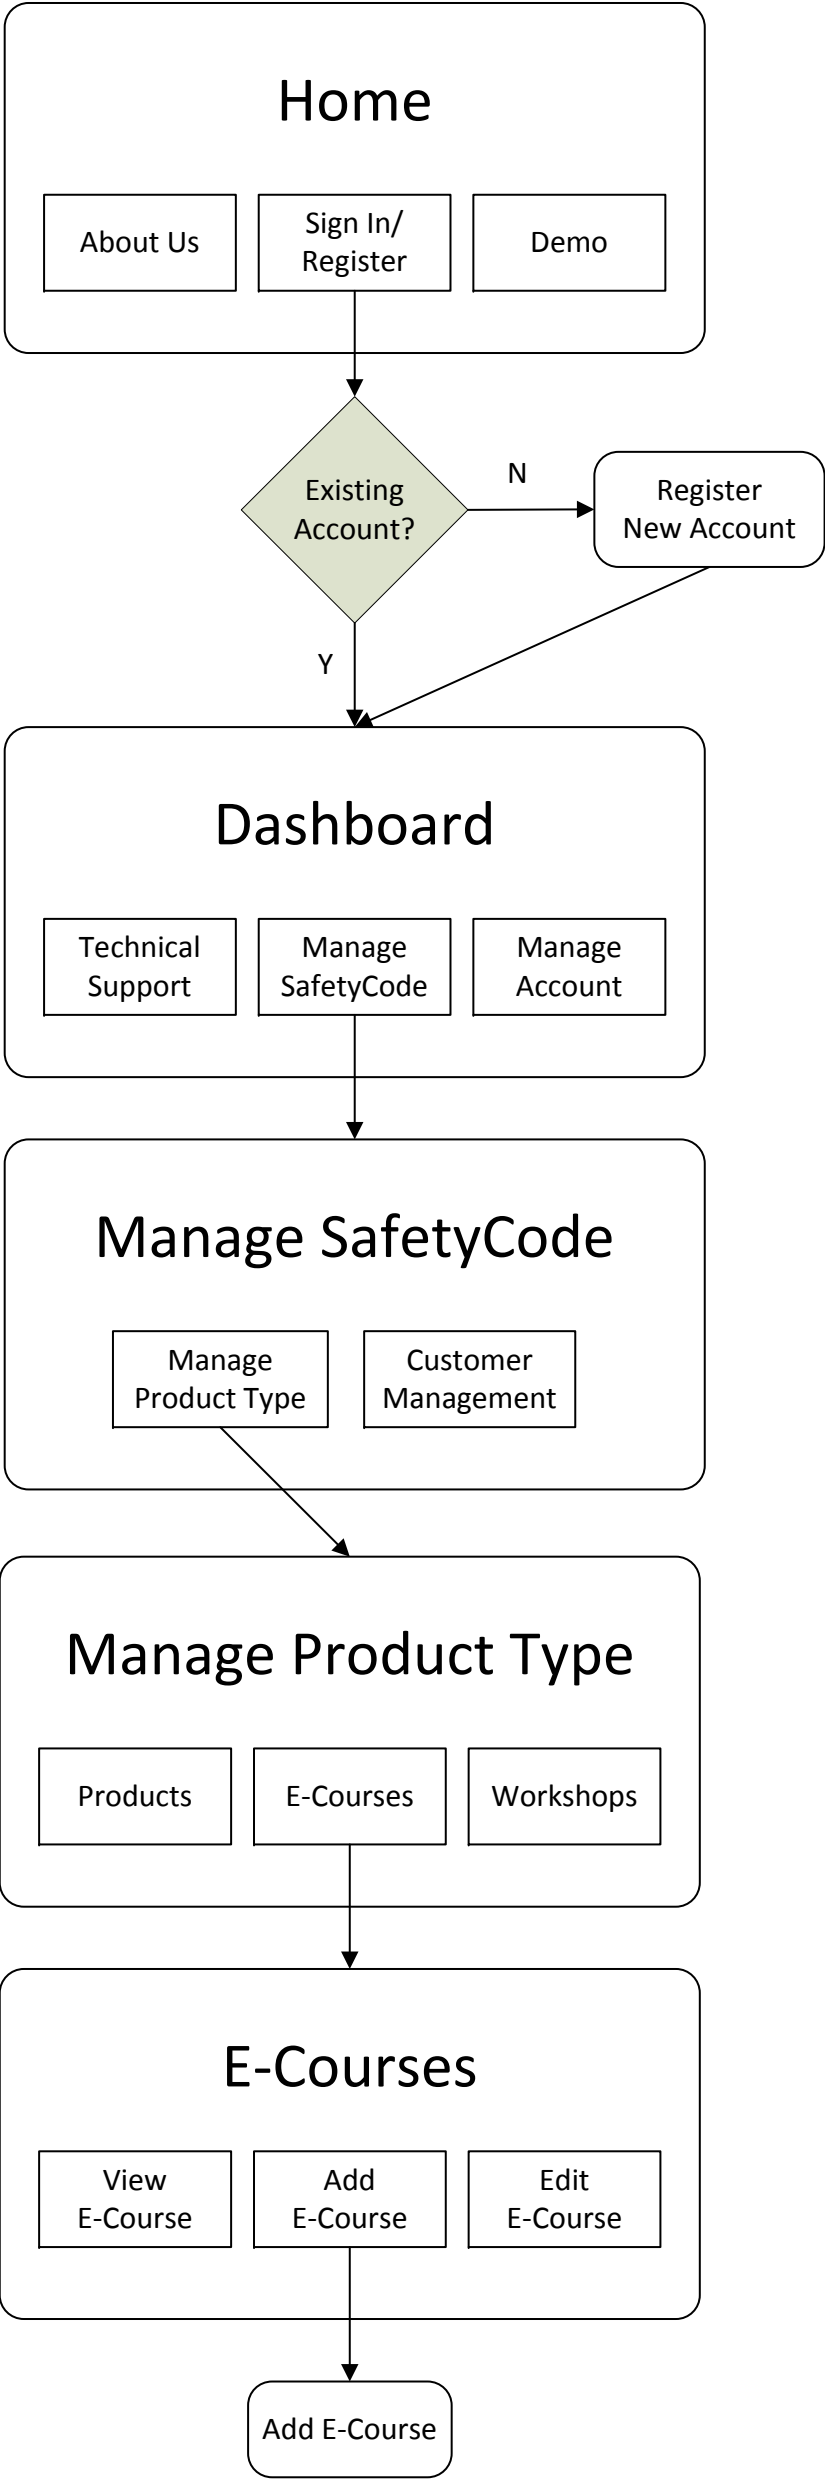 Home
About Us
Sign In/
Register
Demo
Existing
Account?
N
Register
New Account
Y
Dashboard
Technical
Support
Manage
SafetyCode
Manage
Account
Manage SafetyCode
Manage
Product Type
Customer
Management
Manage Product Type
Products
E-Courses
Workshops
E-Courses
View
E-Course
Add
E-Course
Edit
E-Course
Add E-Course